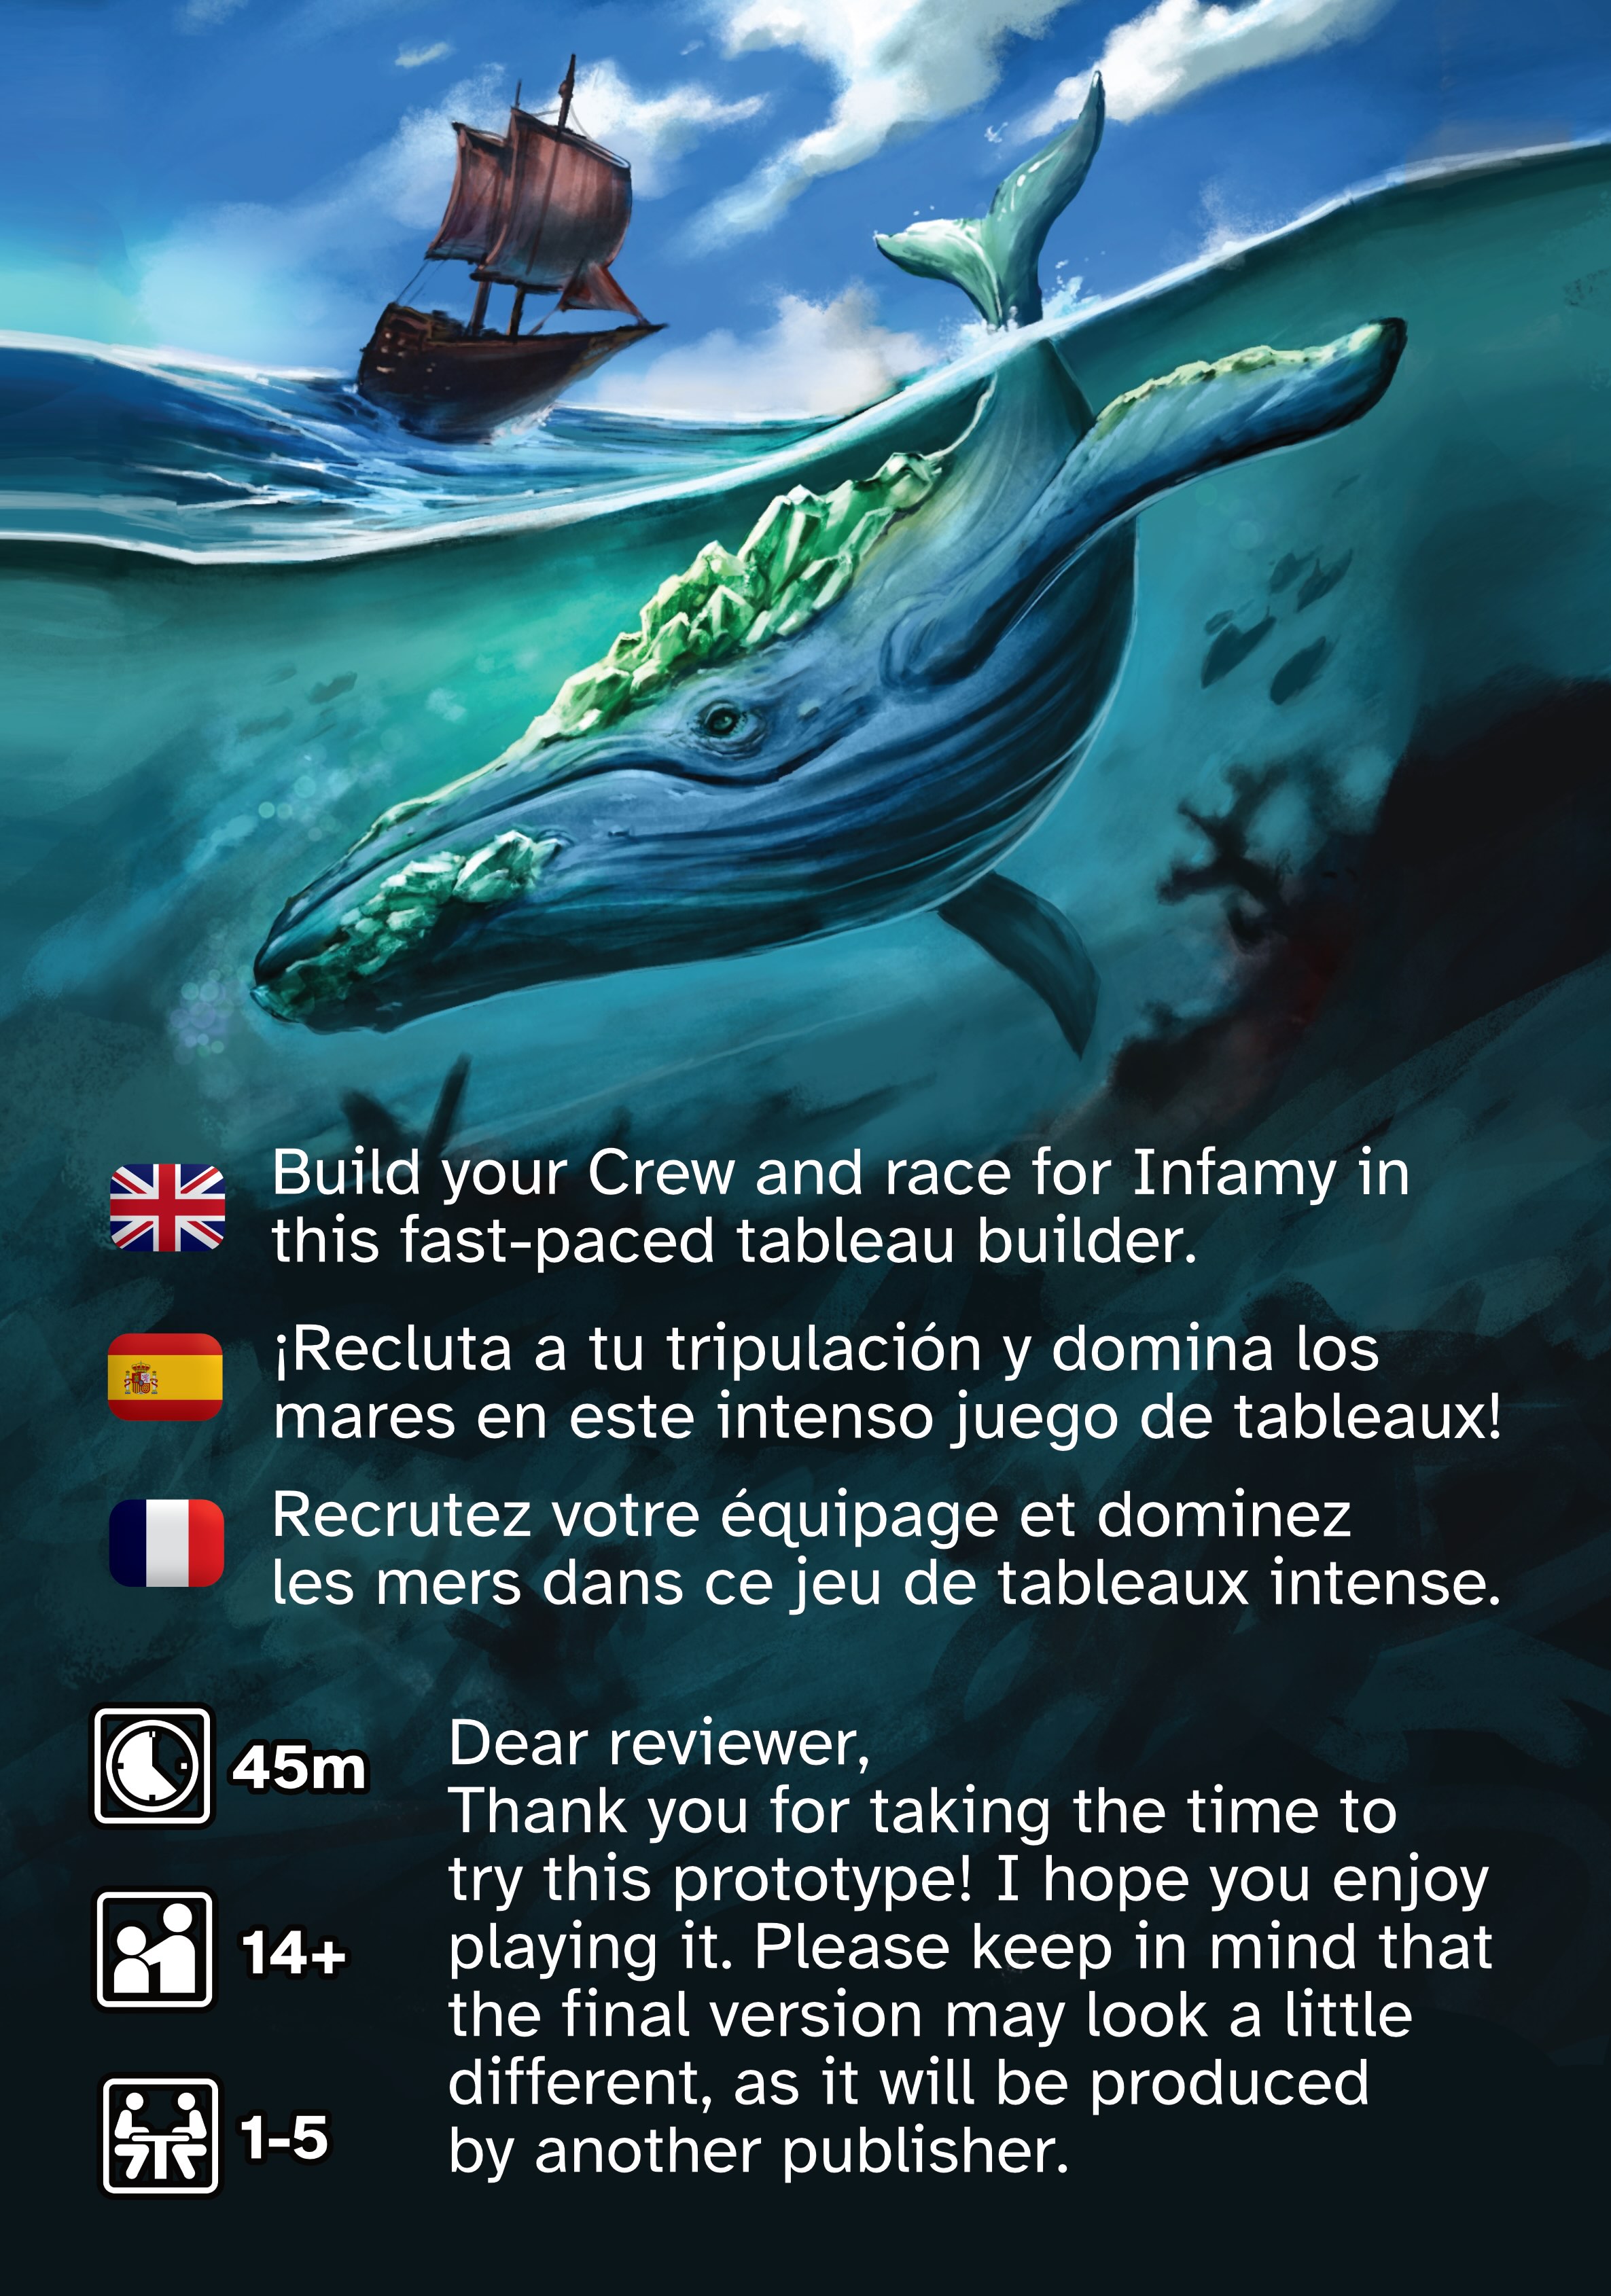 Build your Crew and race for Infamy in
this fast-paced tableau builder.
¡Recluta a tu tripulación y domina los
mares en este intenso juego de tableaux!
Recrutez votre équipage et dominez
les mers dans ce jeu de tableaux intense.
45m
14+
1-5
Dear reviewer,
Thank you for taking the time to
try this prototype! I hope you enjoy
playing it. Please keep in mind that
the final version may look a little
different, as it will be produced
by another publisher.